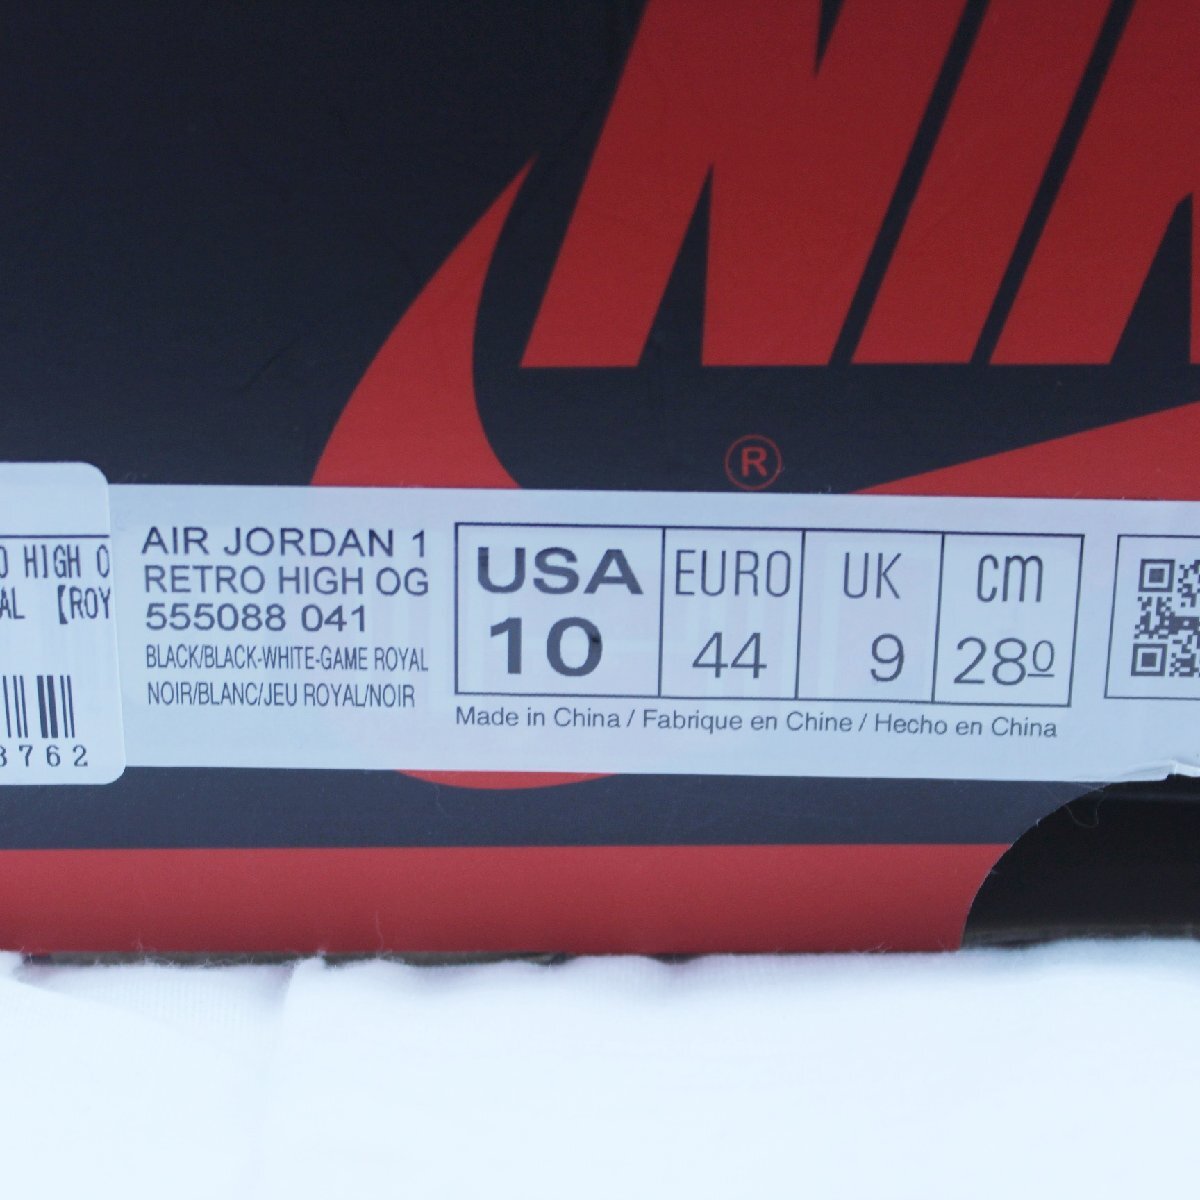 NIK
®
O HIGH O
AL 【ROY
3762
AIR JORDAN 1
RETRO HIGH OG
555088 041
BLACK/BLACK-WHITE-GAME ROYAL
NOIR/BLANC/JEU ROYAL/NOIR
USA EURO UK cm
10 44 9 280
Made in China / Fabrique en Chine / Hecho en China